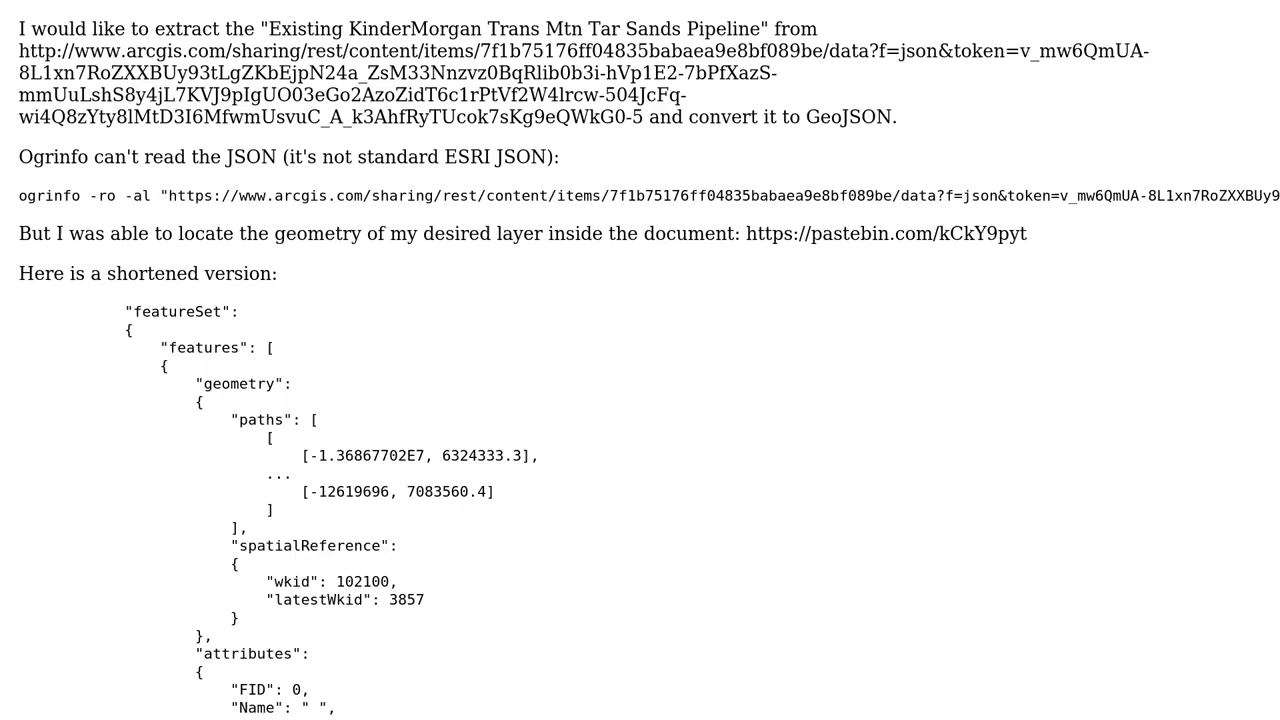 I would like to extract the "Existing KinderMorgan Trans Mtn Tar Sands Pipeline" from
http://www.arcgis.com/sharing/rest/content/items/7f1b75176ff04835babaea9e8bf089be/data?f=json&token=v_mw6QmUA-
8L1xn7RoZXXBUy93tLgZKbEjpN24a_ZsM33Nnzvz0BqRlib0b3i-hVp1E2-7bPfXazS-
mmUuLshS8y4jL7KVJ9pIgUO03eGo2AzoZidT6c1rPtVf2W4lrcw-504JcFq-
wi4Q8zYty8lMtD3I6MfwmUsvuC_A_k3AhfRyTUcok7sKg9eQWkG0-5 and convert it to GeoJSON.
Ogrinfo can't read the JSON (it's not standard ESRI JSON):
ogrinfo -ro -al "https://www.arcgis.com/sharing/rest/content/items/7f1b75176ff04835babaea9e8bf089be/data?f=json&token=v_mw6QmUA-8L1xn7RoZXXBUy9
But I was able to locate the geometry of my desired layer inside the document: https://pastebin.com/kCkY9pyt
Here is a shortened version:
"featureSet":
{
"features": [
{
"geometry":
{
"paths": [
[
[-1.36867702E7, 6324333.3],
...
[-12619696, 7083560.4]
]
],
"spatialReference":
{
"wkid": 102100,
"latestWkid": 3857
}
},
"attributes":
{
"FID": 0,
"Name": " ",